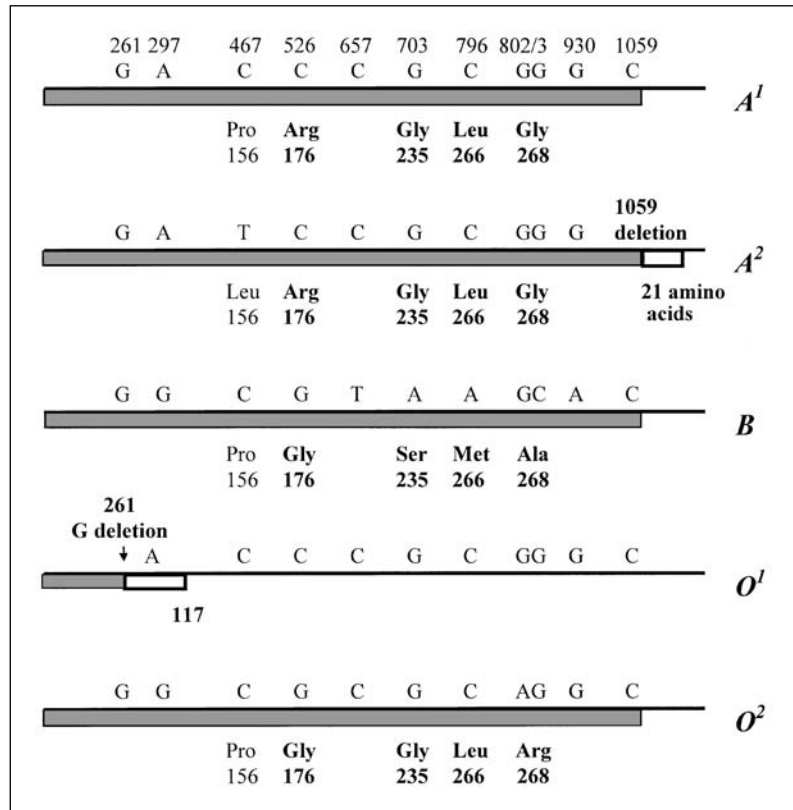 261 297 467 526 657 703 796 802/3 930 1059
G A C C C G C GG G C
A¹
Pro Arg Gly Leu Gly
156 176 235 266 268
1059
G A T C C G C GG G deletion
A²
Leu Arg Gly Leu Gly 21 amino
156 176 235 266 268 acids
G G C G T A A GC A C
B
Pro Gly Ser Met Ala
156 176 235 266 268
261
G deletion
A C C C G C GG G C
O¹
117
G G C G C G C AG G C
O²
Pro Gly Gly Leu Arg
156 176 235 266 268